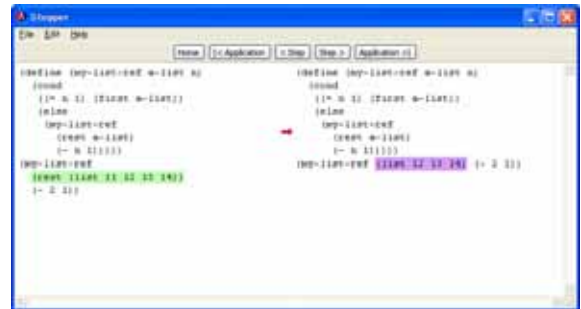 Stepper
File Edit Help
Home |< Application < Step Step > Application >|
(define (my-list-ref a-list n)
(cond
((= n 1) (first a-list))
(else
(my-list-ref
(rest a-list)
(- n 1)))))
(my-list-ref
(rest (list 11 12 13 14))
(- 2 1))
(define (my-list-ref a-list n)
(cond
((= n 1) (first a-list))
(else
(my-list-ref
(rest a-list)
(- n 1)))))
(my-list-ref (list 12 13 14) (- 2 1))